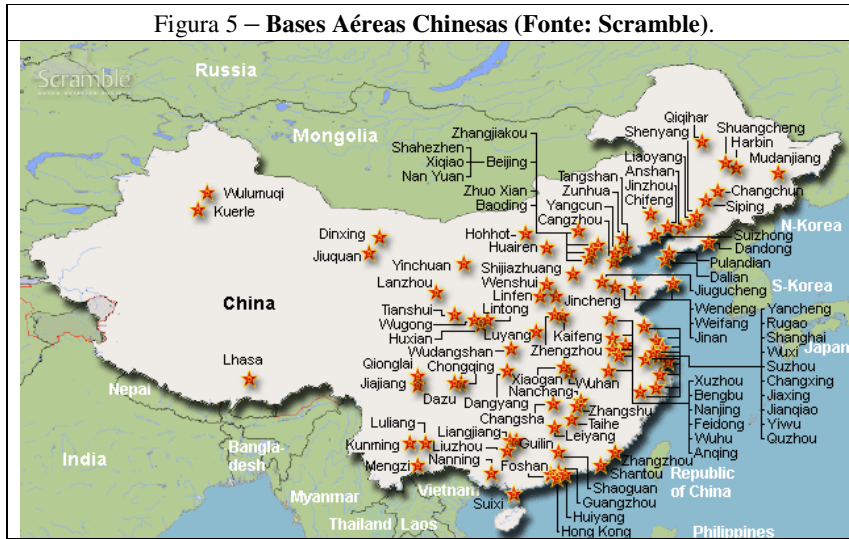 Figura 5 – Bases Aéreas Chinesas (Fonte: Scramble).
Scramble
Russia
Mongolia
Zhangjiakou
Shahezhen
Xiqiao
Beijing
Nan Yuan
Zhuo Xian
Baoding
Qiqihar
Shenyang
Shuangcheng
Harbin
Mudanjiang
Liaoyang
Anshan
Jinzhou
Chifeng
Tangshan
Zunhua
Yangcun
Cangzhou
Changchun
Siping
Wulumuqi
Kuerle
N-Korea
Dinxing
Jiuquan
Hohhot
Huairen
Suizhong
Dandong
Pulandian
Dalian
Jiugucheng
S-Korea
Yinchuan
Lanzhou
Shijiazhuang
Wenshui
Linfen
Jincheng
China
Tianshui
Wugong
Huxian
Lintong
Luyang
Kaifeng
Zhengzhou
Wudangshan
Wendeng
Weifang
Jinan
Yancheng
Rugao
Shanghai
Wuxi
Suzhou
Changxing
Jiaxing
Jianqiao
Yiwu
Quzhou
Japan
Lhasa
Nepal
Qionglai
Jiajiang
Chongqing
Dazu
Xiaogan
Wuhan
Nanchang
Dangyang
Changsha
Zhangshu
Taihe
Leiyang
Xuzhou
Bengbu
Nanjing
Feidong
Wuhu
Anqing
India
Bangla-
desh
Luliang
Kunming
Mengzi
Liangjiang
Liuzhou
Nanning
Guilin
Foshan
Zhangzhou
Shantou
Shaoguan
Guangzhou
Huiyang
Hong Kong
Republic
of China
Myanmar
Vietnam
Suixi
Thailand
Laos
Philippines